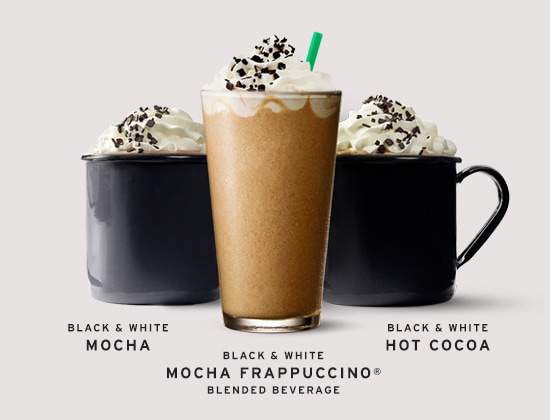 BLACK & WHITE
MOCHA
BLACK & WHITE
MOCHA FRAPPUCCINO®
BLENDED BEVERAGE
BLACK & WHITE
HOT COCOA